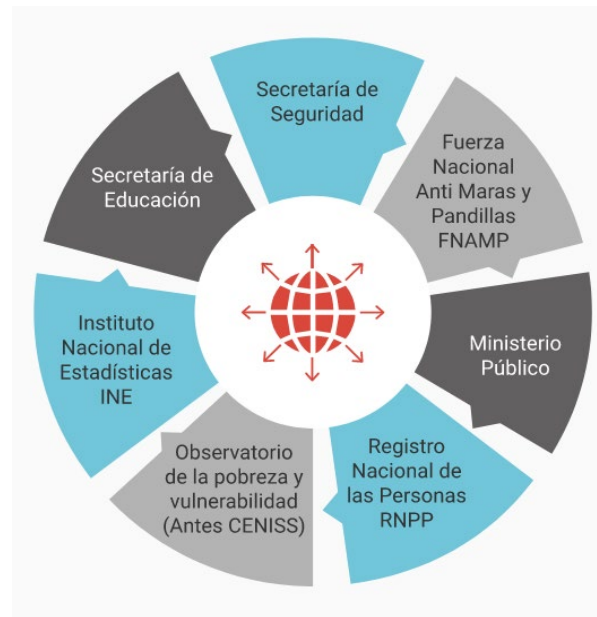 Secretaría de
Seguridad
Fuerza
Nacional
Anti Maras y
Pandillas
FNAMP
Ministerio
Público
Registro
Nacional de
las Personas
RNPP
Observatorio
de la pobreza y
vulnerabilidad
(Antes CENISS)
Instituto
Nacional de
Estadísticas
INE
Secretaría de
Educación